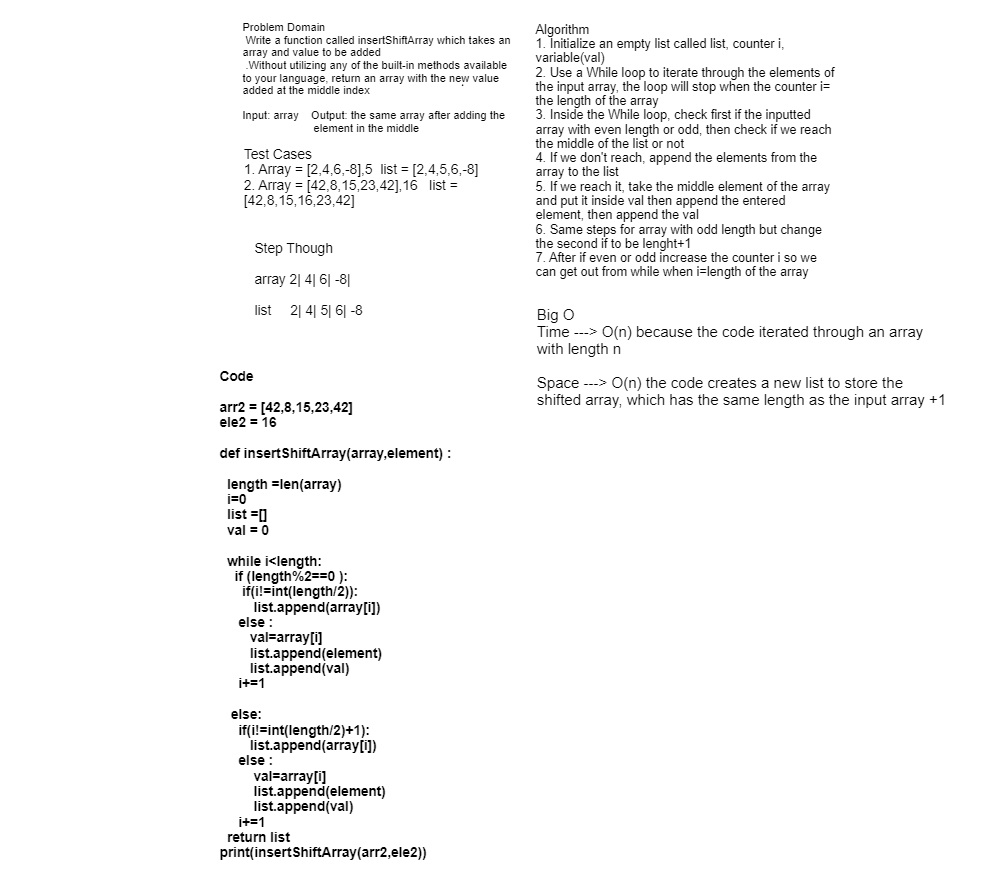 Problem Domain
Write a function called insertShiftArray which takes an
array and value to be added
.Without utilizing any of the built-in methods available
to your language, return an array with the new value
added at the middle index
Input: array Output: the same array after adding the
element in the middle
Test Cases
1. Array = [2,4,6,-8],5 list = [2,4,5,6,-8]
2. Array = [42,8,15,23,42],16 list =
[42,8,15,16,23,42]
Step Though
array 2| 4| 6| -8|
list 2| 4| 5| 6| -8
Code
arr2 = [42,8,15,23,42]
ele2 = 16
def insertShiftArray(array,element) :
length =len(array)
i=0
list =[]
val = 0
while i<length:
if (length%2==0 ):
if(i!=int(length/2)):
list.append(array[i])
else :
val=array[i]
list.append(element)
list.append(val)
i+=1
else:
if(i!=int(length/2)+1):
list.append(array[i])
else :
val=array[i]
list.append(element)
list.append(val)
i+=1
return list
print(insertShiftArray(arr2,ele2))
Algorithm
1. Initialize an empty list called list, counter i,
variable(val)
2. Use a While loop to iterate through the elements of
the input array, the loop will stop when the counter i=
the length of the array
3. Inside the While loop, check first if the inputted
array with even length or odd, then check if we reach
the middle of the list or not
4. If we don't reach, append the elements from the
array to the list
5. If we reach it, take the middle element of the array
and put it inside val then append the entered
element, then append the val
6. Same steps for array with odd length but change
the second if to be lenght+1
7. After if even or odd increase the counter i so we
can get out from while when i=length of the array
Big O
Time ---> O(n) because the code iterated through an array
with length n
Space ---> O(n) the code creates a new list to store the
shifted array, which has the same length as the input array +1